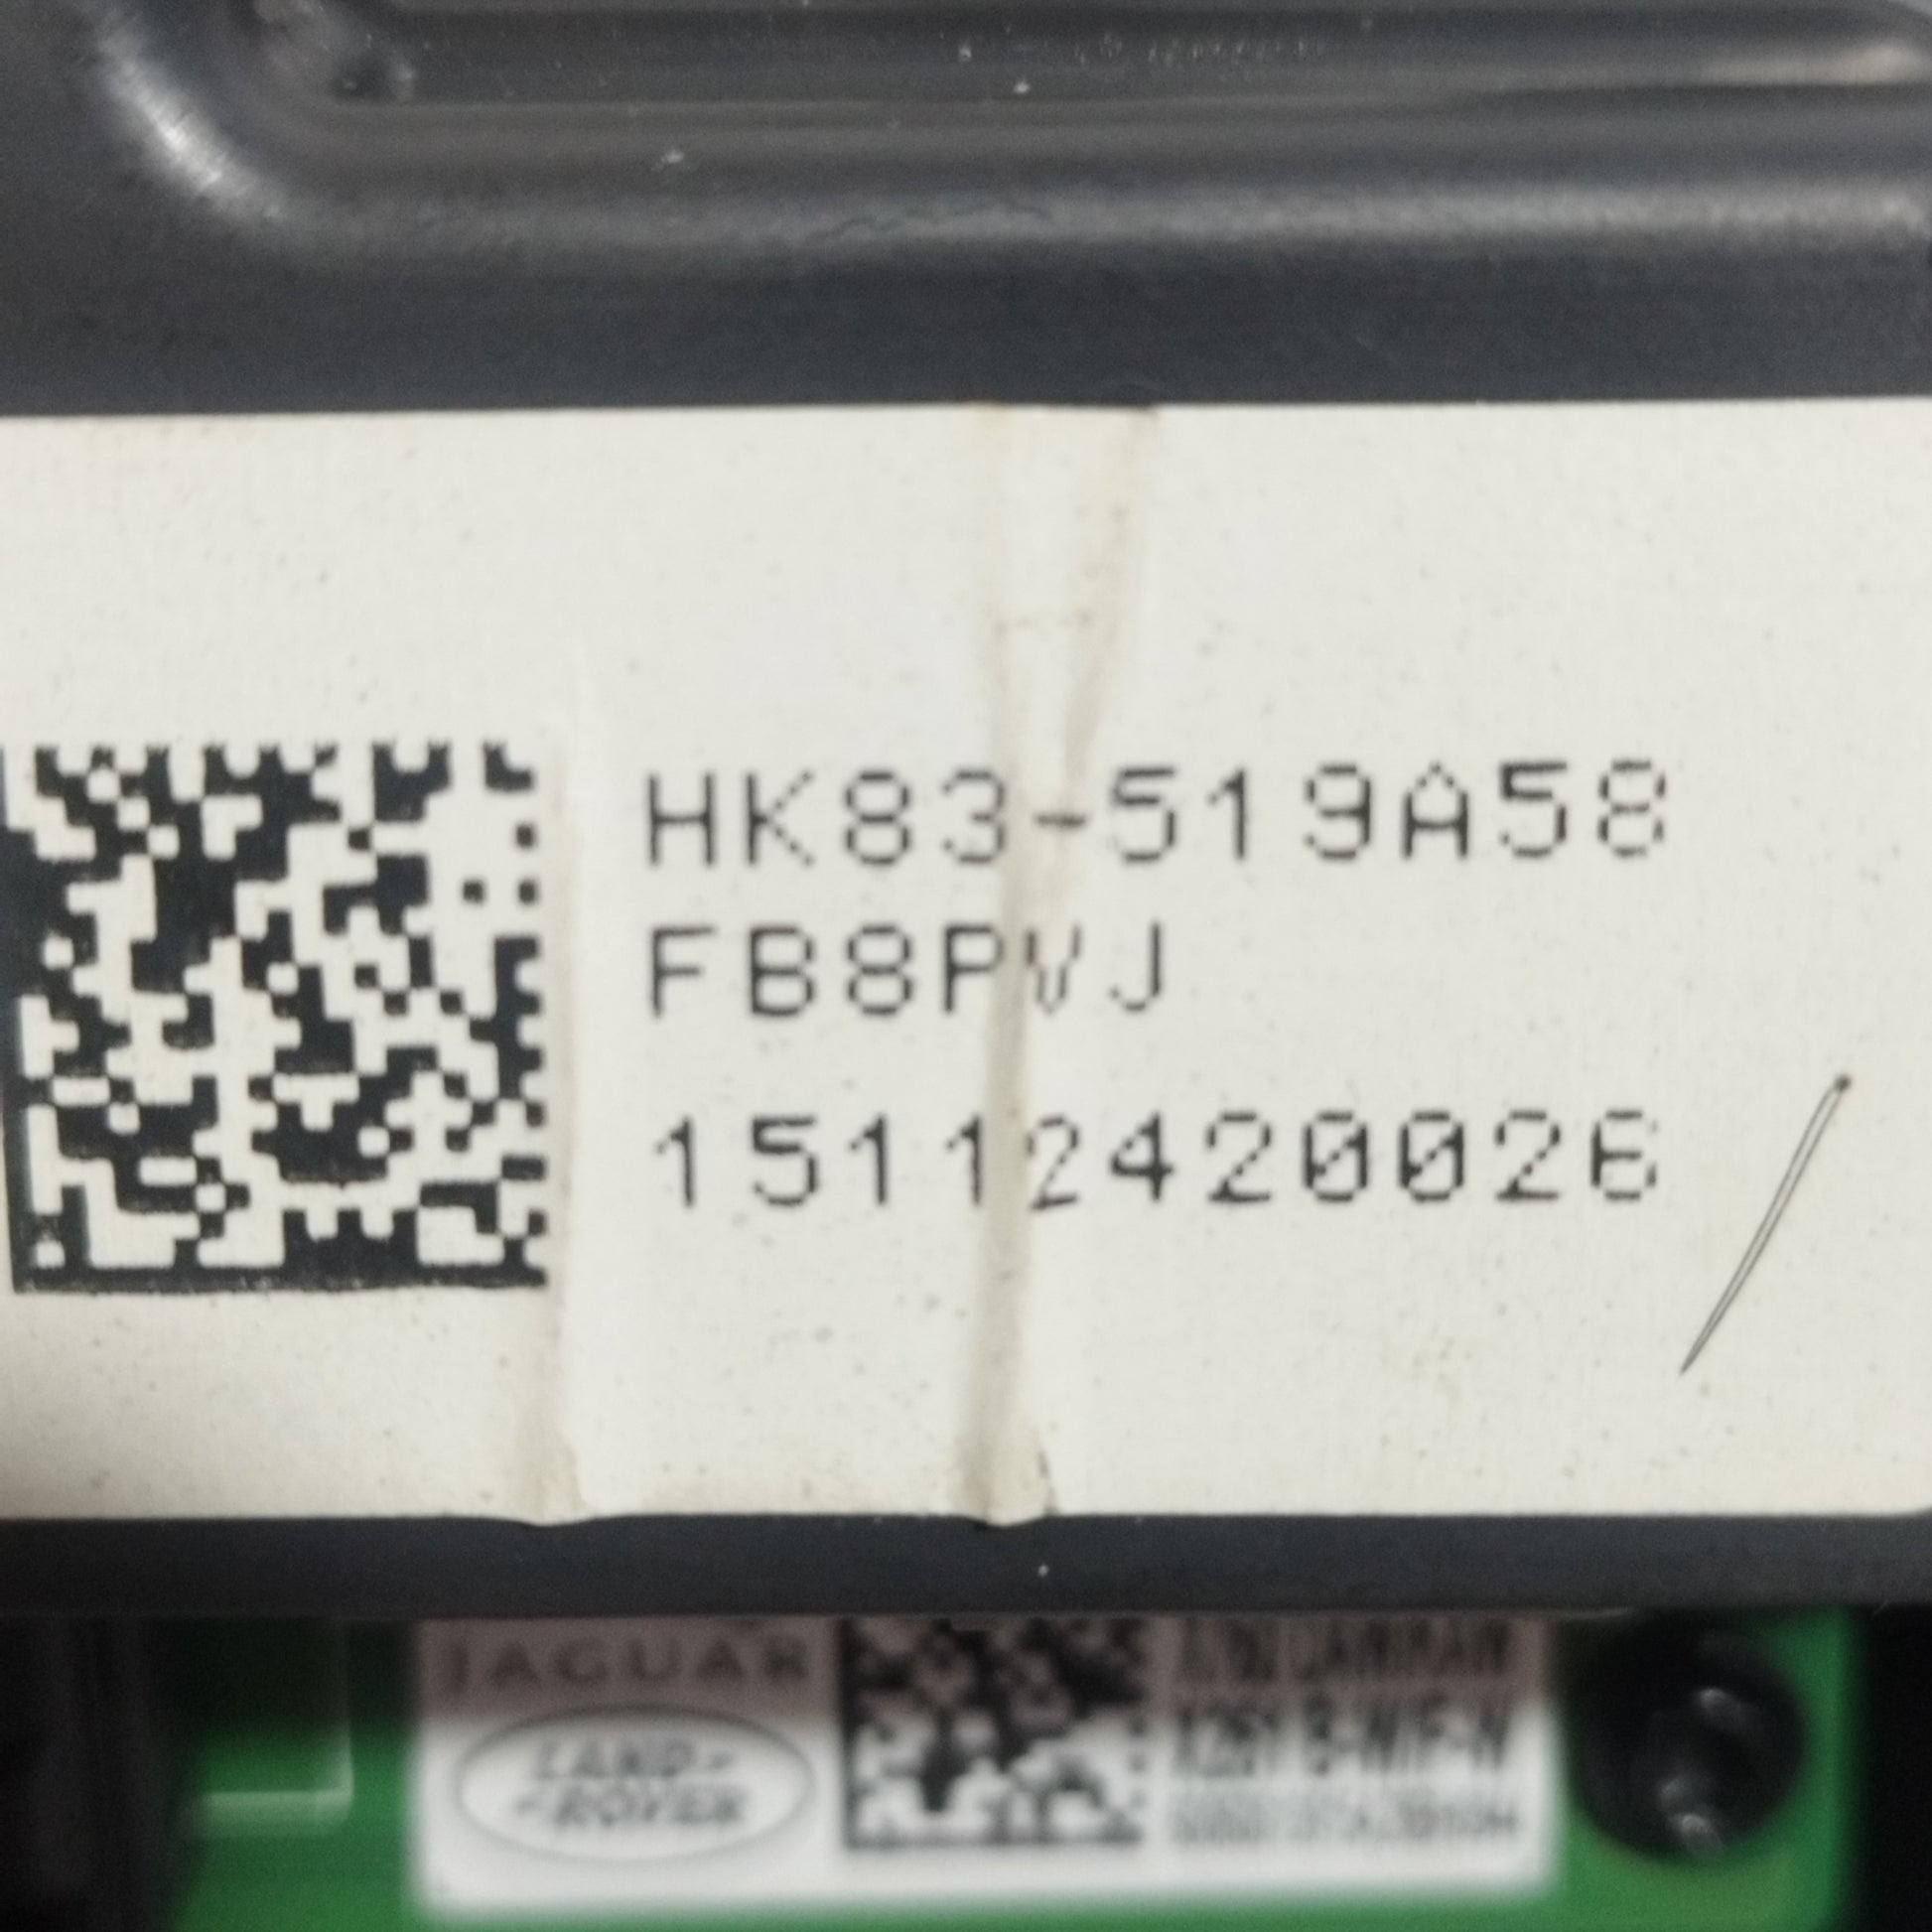 HK83-519A58
FB8PVJ
15112420026
JAGUAR
LAND-
-ROVER